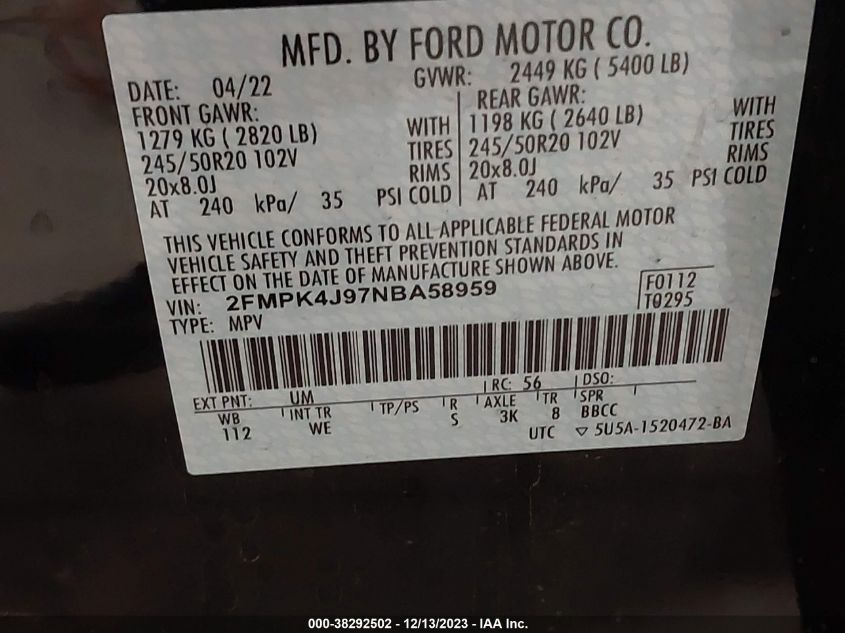 MFD. BY FORD MOTOR CO.
DATE: 04/22 GVWR: 2449 KG ( 5400 LB)
FRONT GAWR: REAR GAWR:
1279 KG ( 2820 LB) WITH 1198 KG ( 2640 LB) WITH
245/50R20 102V TIRES 245/50R20 102V TIRES
20x8.0J RIMS 20x8.0J RIMS
AT 240 kPa/ 35 PSI COLD AT 240 kPa/ 35 PSI COLD
THIS VEHICLE CONFORMS TO ALL APPLICABLE FEDERAL MOTOR
VEHICLE SAFETY AND THEFT PREVENTION STANDARDS IN
EFFECT ON THE DATE OF MANUFACTURE SHOWN ABOVE.
VIN: 2FMPK4J97NBA58959 F0112
TYPE: MPV T0295
EXT PNT: UM RC: 56 DSO:
WB INT TR TP/PS R AXLE TR SPR
112 WE S 3K 8 BBCC
UTC ▽ 5U5A-1520472-BA
000-38292502 - 12/13/2023 - IAA Inc.